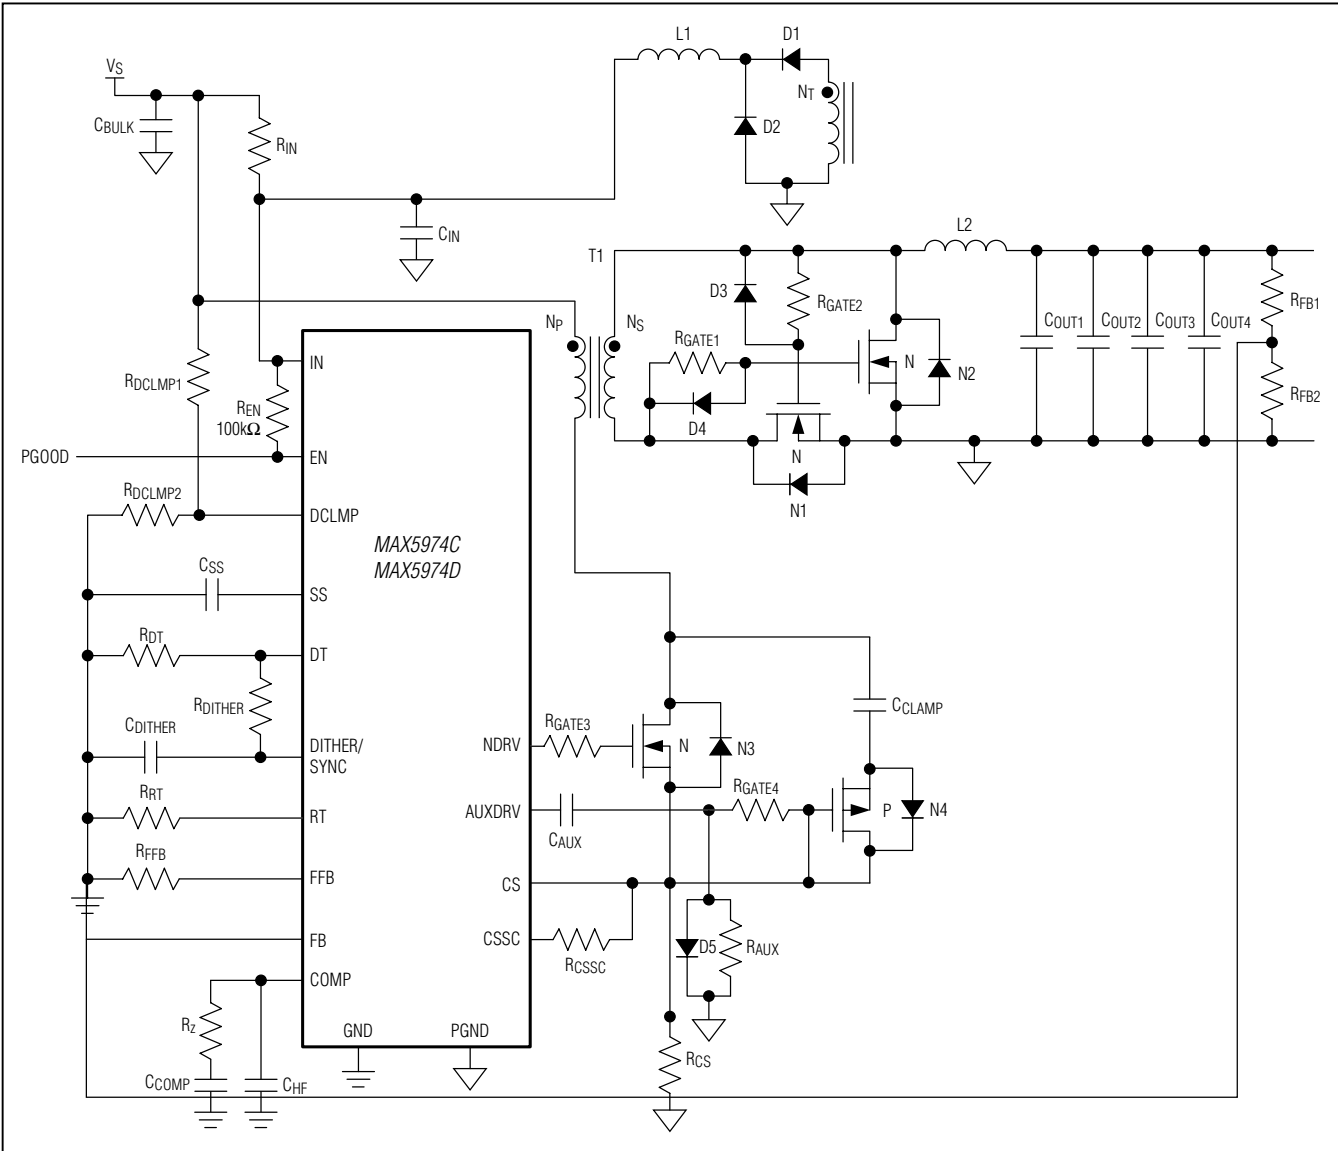 L1
D1
VS
NT
CBULK
RIN
D2
CIN
L2
T1
D3
RGATE2
NP
NS
RFB1
COUT1
COUT2
COUT3
COUT4
RGATE1
N
N2
IN
RDCLMP1
REN
100kΩ
D4
RFB2
PGOOD
EN
N
RDCLMP2
N1
DCLMP
MAX5974C
MAX5974D
CSS
SS
RDT
DT
RDITHER
CCLAMP
CDITHER
RGATE3
NDRV
N
N3
DITHER/
SYNC
RGATE4
RRT
AUXDRV
P
N4
RT
CAUX
RFFB
FFB
CS
FB
CSSC
D5
RAUX
RCSSC
COMP
RZ
GND
PGND
RCS
CCOMP
CHF